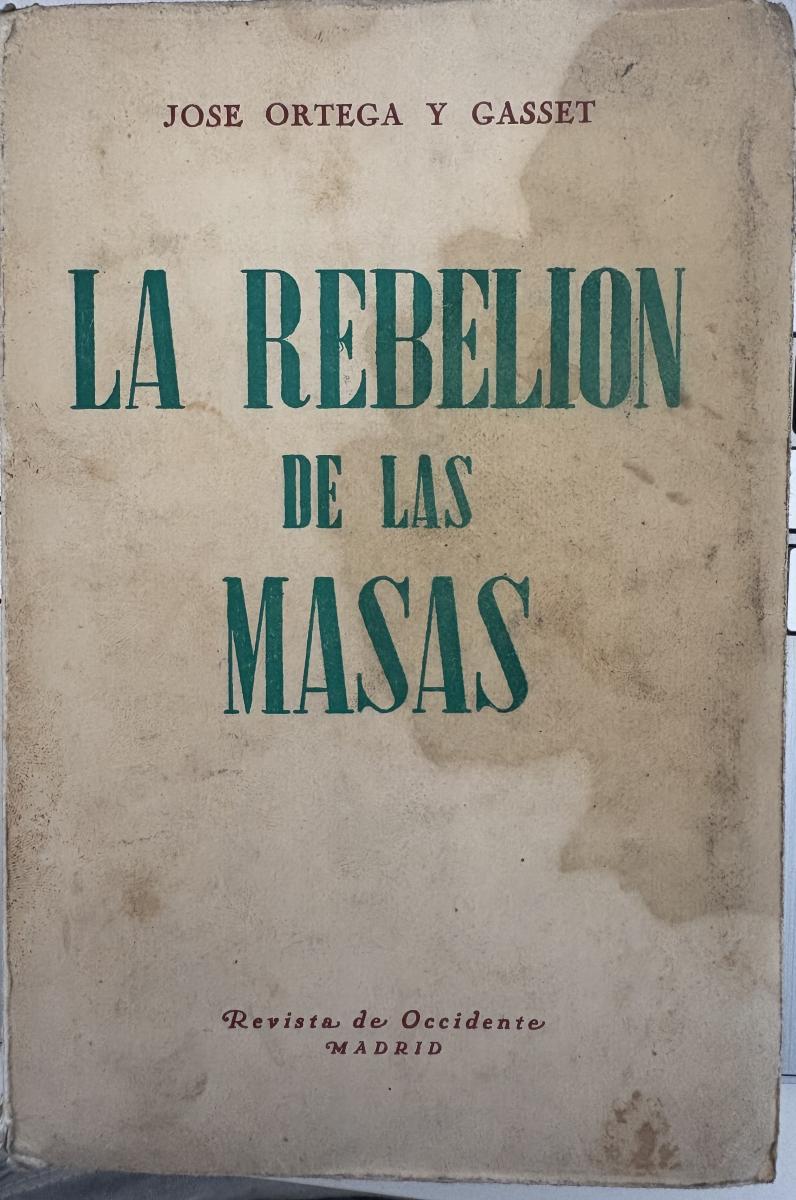 JOSE ORTEGA Y GASSET
LA REBELION
DE LAS
MASAS
Revista de Occidente
MADRID